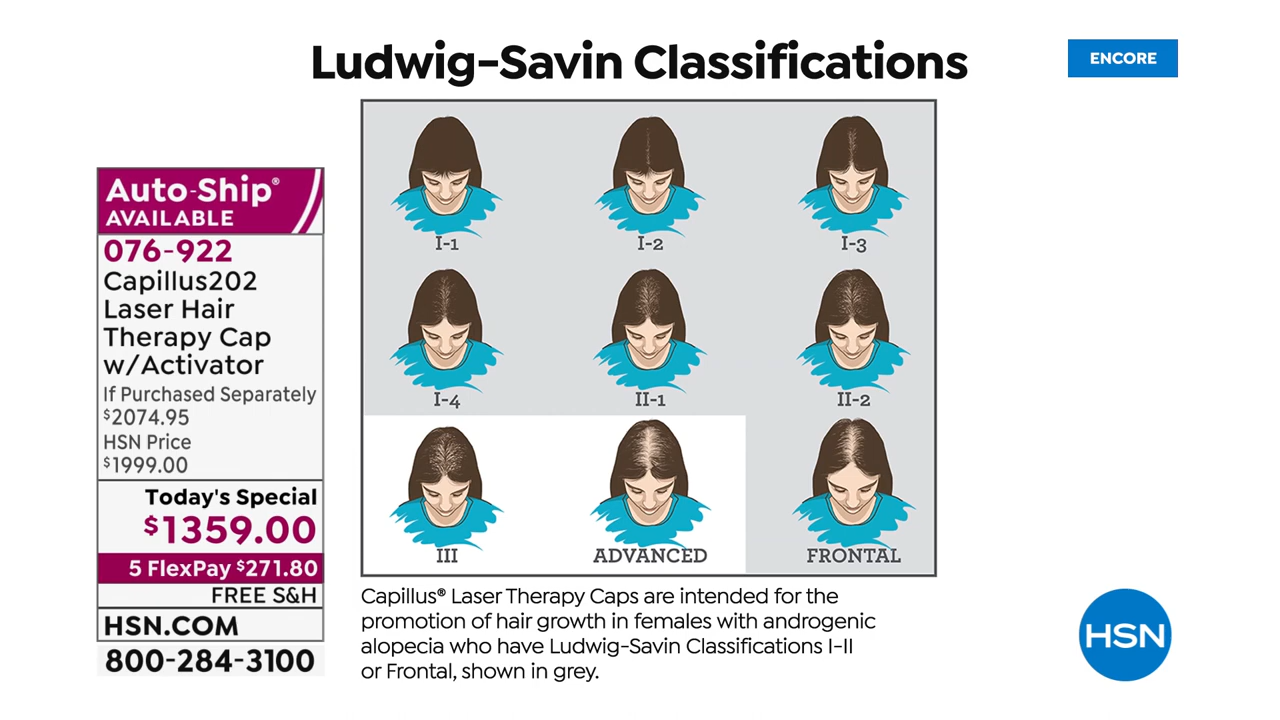 Ludwig-Savin Classifications
ENCORE
Auto-Ship®
AVAILABLE
076-922
Capillus202
Laser Hair
Therapy Cap
w/Activator
If Purchased Separately
$2074.95
HSN Price
$1999.00
Today's Special
$1359.00
5 FlexPay $271.80
FREE S&H
HSN.COM
800-284-3100
I-1
I-2
I-3
I-4
II-1
II-2
III
ADVANCED
FRONTAL
Capillus® Laser Therapy Caps are intended for the
promotion of hair growth in females with androgenic
alopecia who have Ludwig-Savin Classifications I-II
or Frontal, shown in grey.
HSN